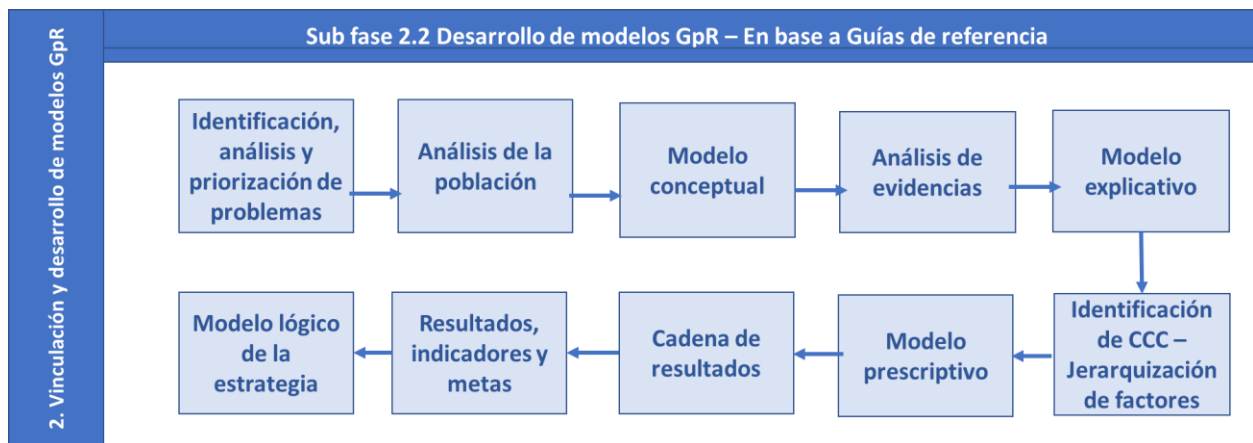 Sub fase 2.2 Desarrollo de modelos GpR – En base a Guías de referencia
2. Vinculación y desarrollo de modelos GpR
Identificación,
análisis y
priorización de
problemas
Análisis de la
población
Modelo
conceptual
Análisis de
evidencias
Modelo
explicativo
Identificación
de CCC –
Jerarquización
de factores
Modelo
prescriptivo
Cadena de
resultados
Resultados,
indicadores y
metas
Modelo lógico
de la
estrategia